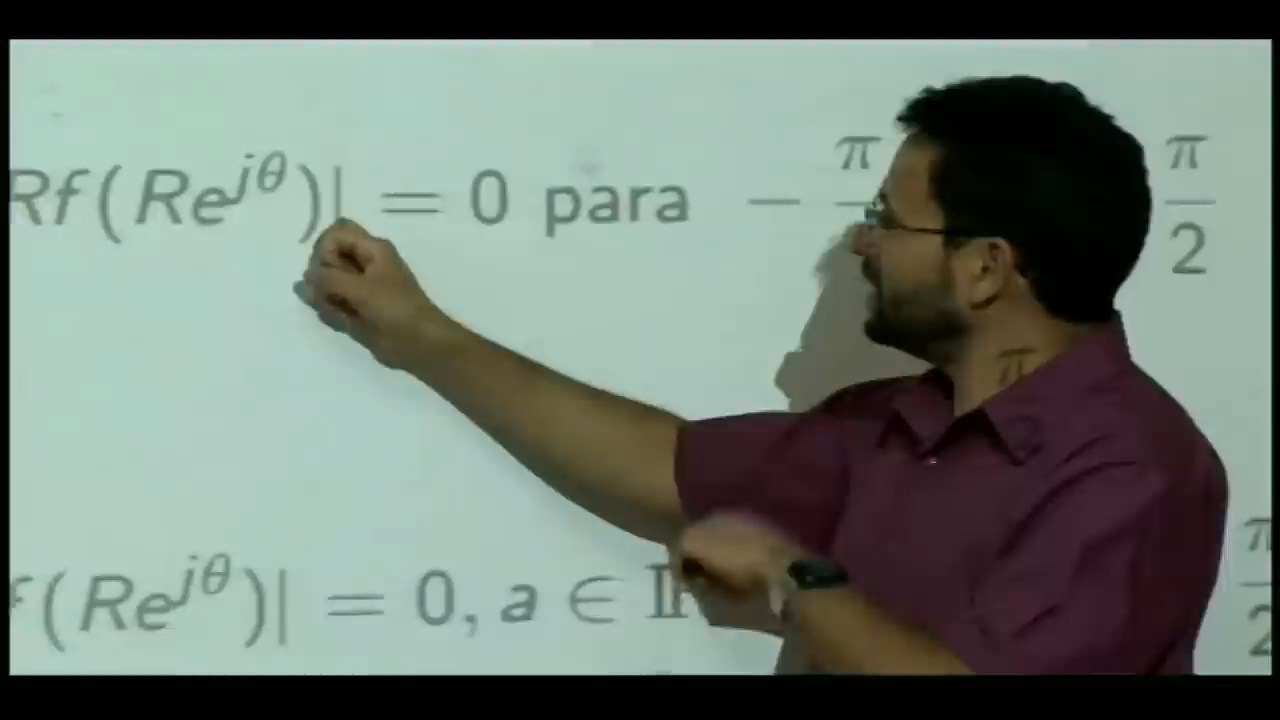 Rf(Re^{jθ})| = 0 para − π/ π/2
π
f(Re^{jθ})| = 0, a ∈ ℝ π/2